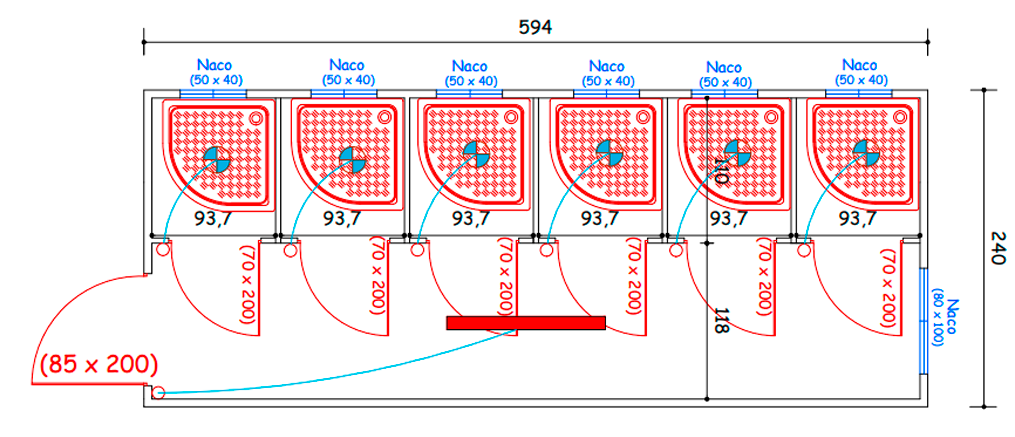 594
Naco
(50 x 40)
Naco
(50 x 40)
Naco
(50 x 40)
Naco
(50 x 40)
Naco
(50 x 40)
Naco
(50 x 40)
110
93,7
93,7
93,7
93,7
93,7
93,7
240
(70 x 200)
(70 x 200)
(70 x 200)
(70 x 200)
(70 x 200)
(70 x 200)
118
Naco
(80 x 100)
(85 x 200)